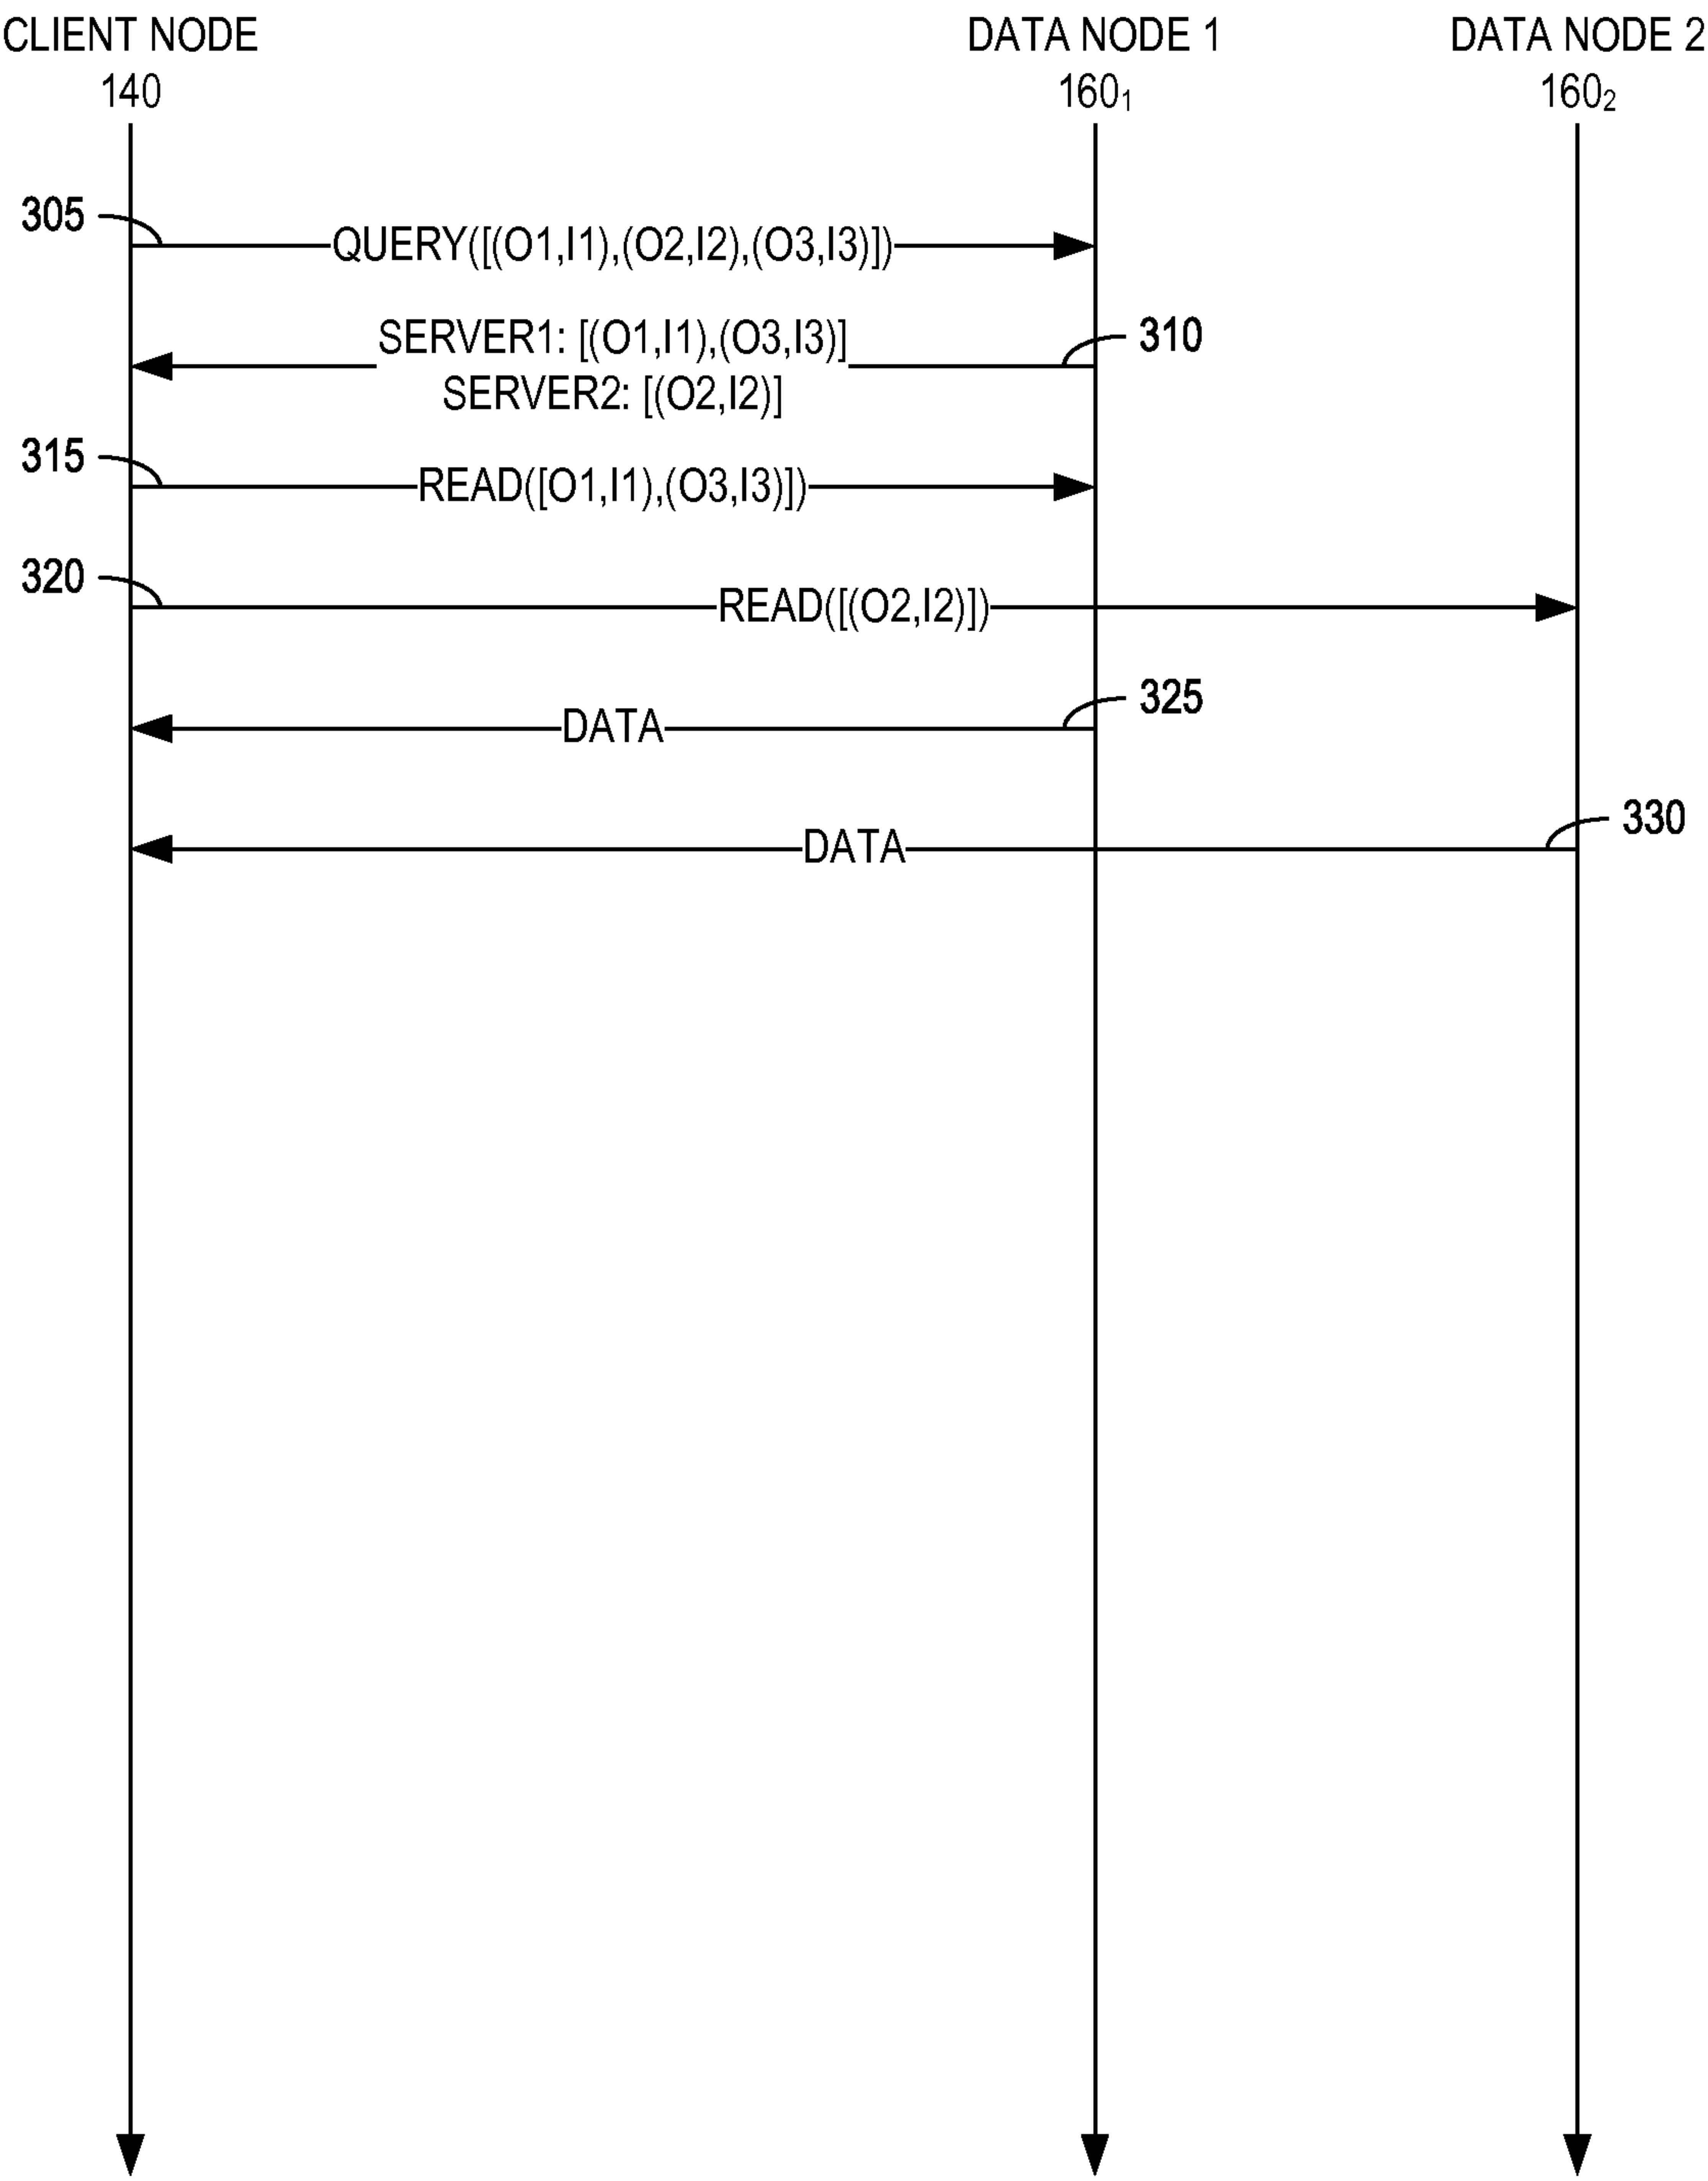 CLIENT NODE
140
DATA NODE 1
160₁
DATA NODE 2
160₂
305
QUERY([(O1,I1),(O2,I2),(O3,I3)])
SERVER1: [(O1,I1),(O3,I3)]
SERVER2: [(O2,I2)]
310
315
READ([O1,I1),(O3,I3)])
320
READ([(O2,I2)])
325
DATA
330
DATA